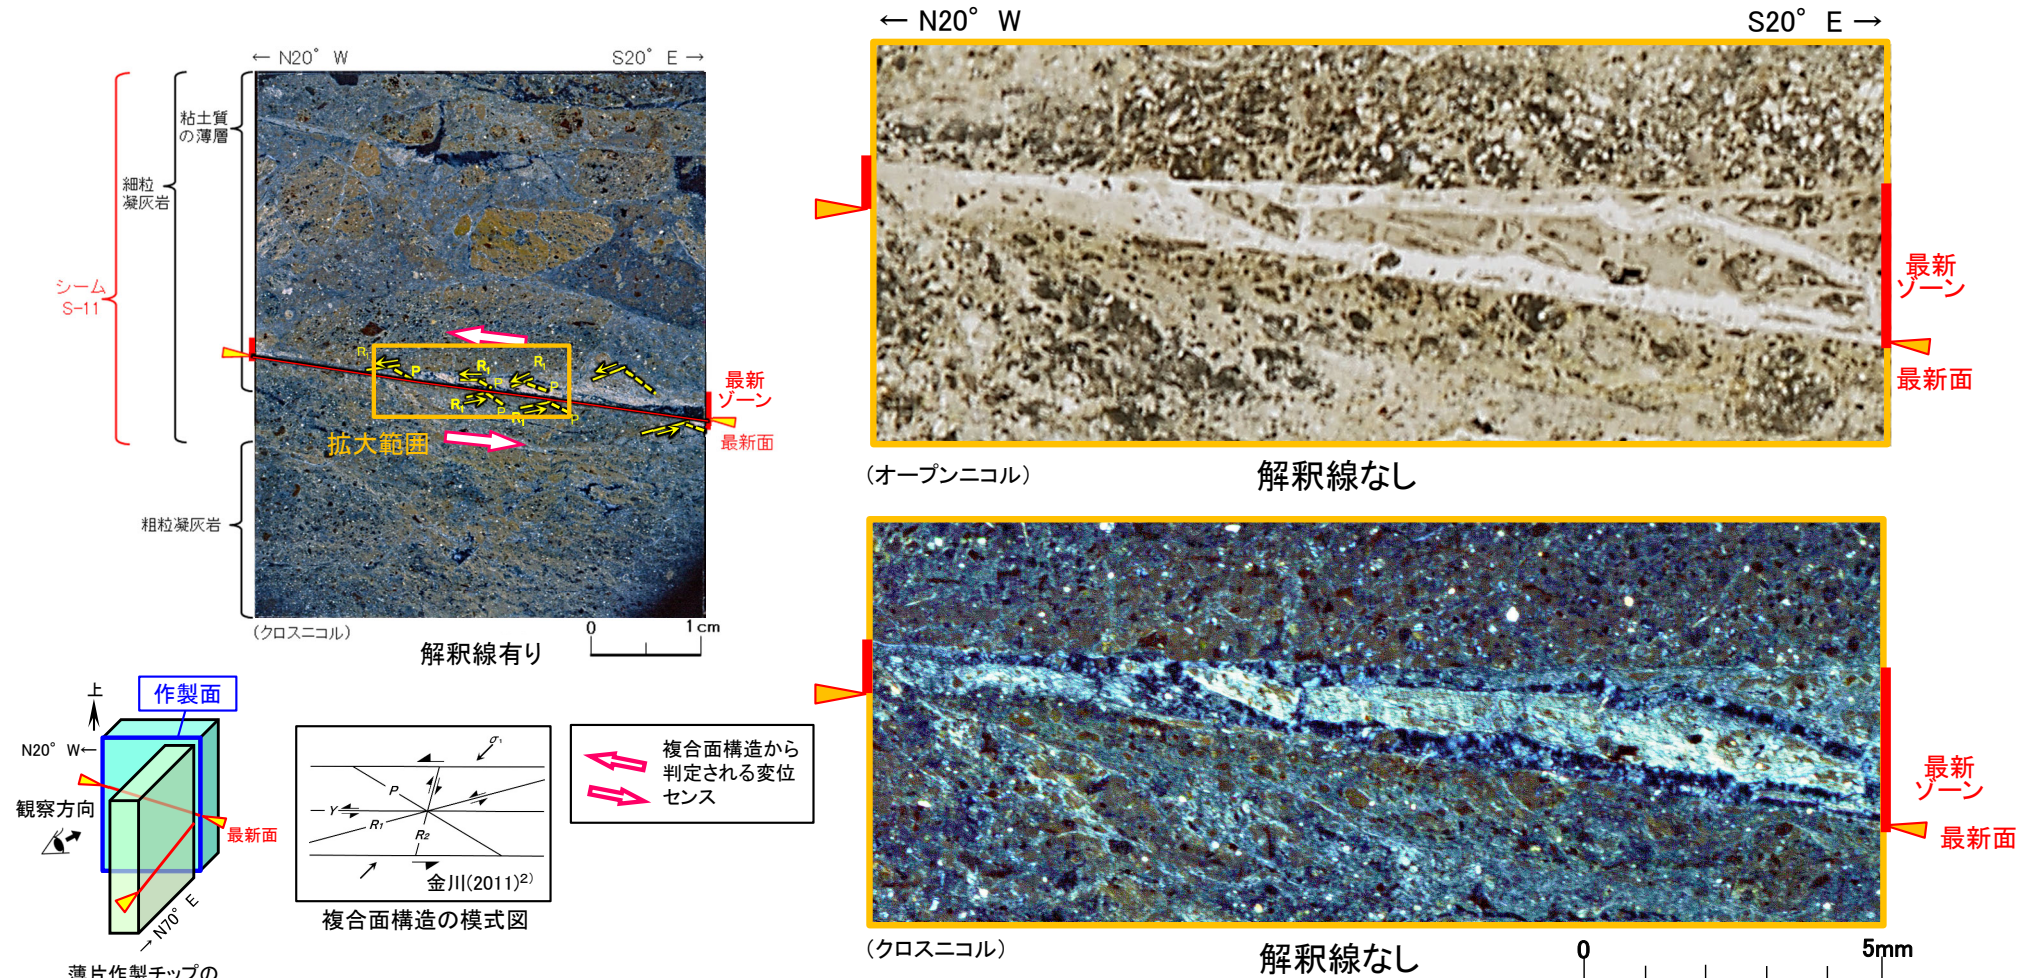 ← N20° W
S20° E →
粘土質
の薄層
細粒
凝灰岩
シーム
S-11
粗粒凝灰岩
R1
P
R1
P
R1
P
R1
P
R1
P
最新
ゾーン
最新面
拡大範囲
(クロスニコル)
解釈線有り
0
1cm
← N20° W
S20° E →
最新
ゾーン
最新面
(オープンニコル)
解釈線なし
最新
ゾーン
最新面
(クロスニコル)
解釈線なし
0
5mm
上
作製面
N20° W←
観察方向
最新面
→ N70° E
薄片作製チップの
σ1
P
Y
R1
R2
金川(2011)2)
複合面構造の模式図
複合面構造から
判定される変位
センス